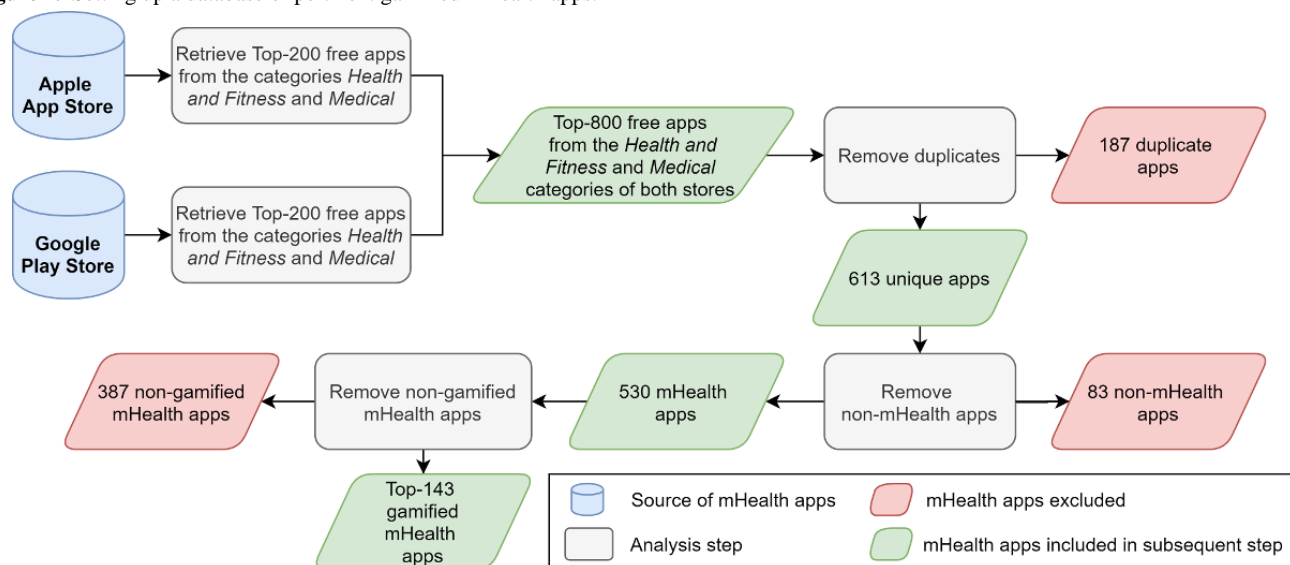 Apple
App Store
Retrieve Top-200 free apps
from the categories Health
and Fitness and Medical
Google
Play Store
Retrieve Top-200 free apps
from the categories Health
and Fitness and Medical
Top-800 free apps
from the Health and
Fitness and Medical
categories of both stores
Remove duplicates
187 duplicate
apps
613 unique apps
Remove
non-mHealth apps
83 non-mHealth
apps
530 mHealth
apps
Remove non-gamified
mHealth apps
387 non-gamified
mHealth apps
Top-143
gamified
mHealth
apps
Source of mHealth apps
mHealth apps excluded
Analysis step
mHealth apps included in subsequent step